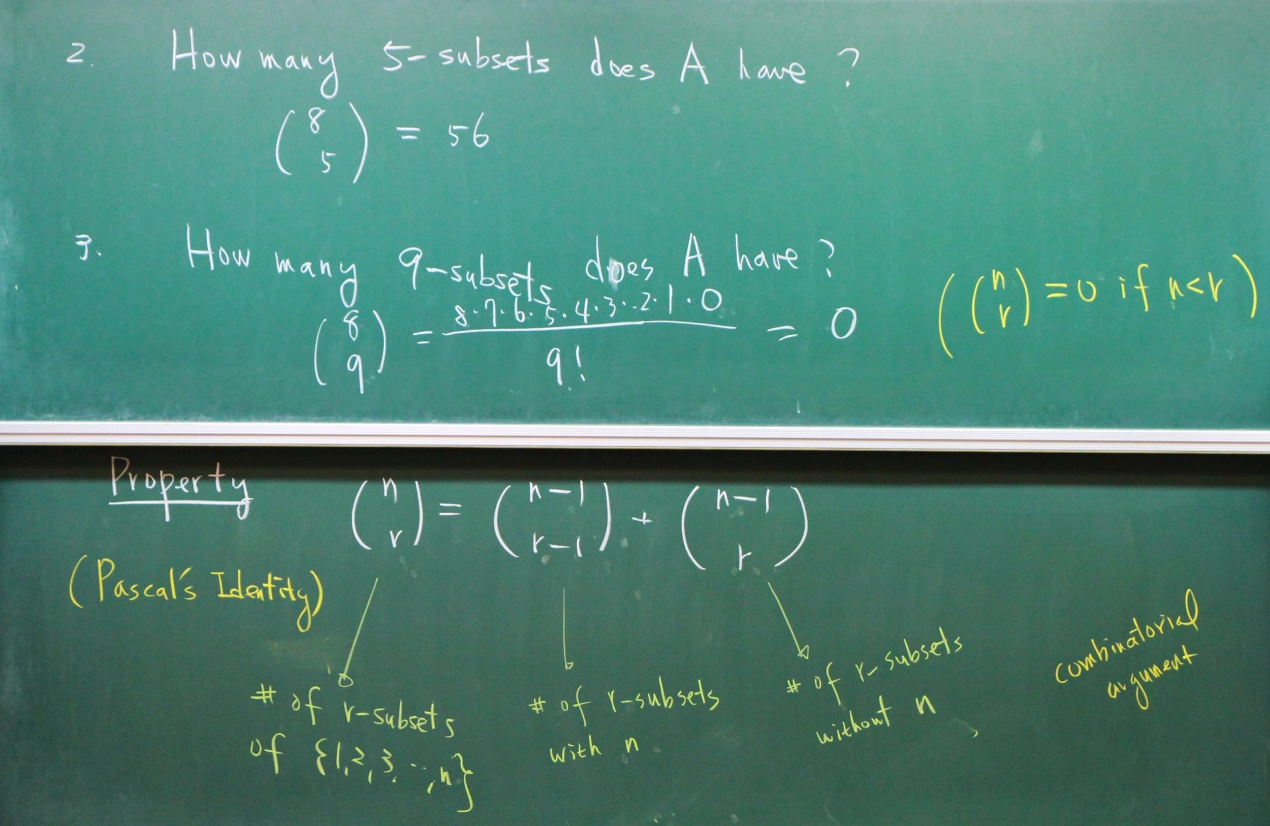 2. How many 5-subsets does A have ?
(8 5) = 56
3. How many 9-subsets does A have ?
(8 9) = 8·7·6·5·4·3·2·1·0 / 9! = 0 ((n r) = 0 if n<r)
Property (n r) = (n-1 r-1) + (n-1 r)
(Pascal's Identity)
# of r-subsets
of {1,2,3,...,n}
# of r-subsets
with n
# of r-subsets
without n
combinatorial
argument